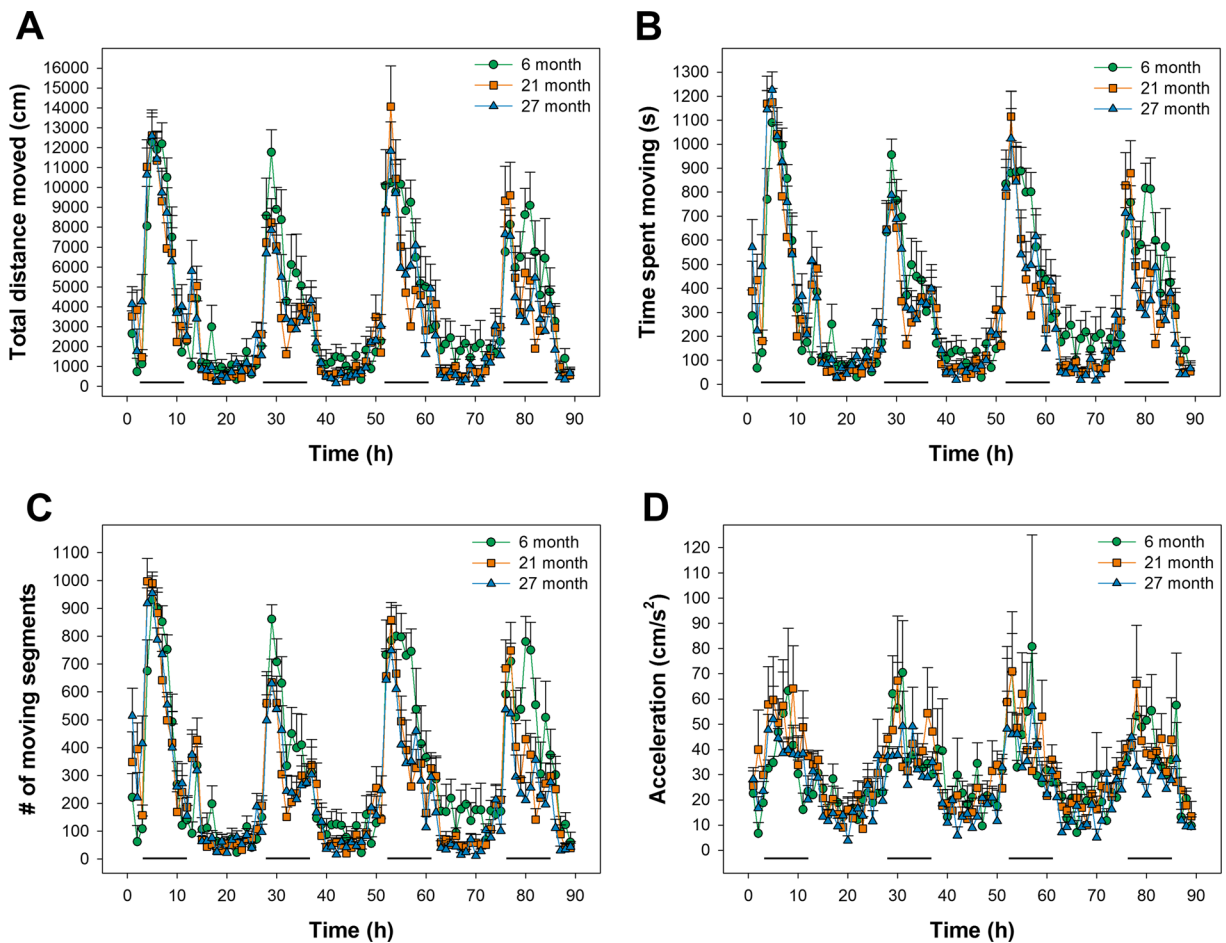 A
Total distance moved (cm)
16000
15000
14000
13000
12000
11000
10000
9000
8000
7000
6000
5000
4000
3000
2000
1000
0
6 month
21 month
27 month
0 10 20 30 40 50 60 70 80 90
Time (h)
B
Time spent moving (s)
1300
1200
1100
1000
900
800
700
600
500
400
300
200
100
0
6 month
21 month
27 month
0 10 20 30 40 50 60 70 80 90
Time (h)
C
# of moving segments
1100
1000
900
800
700
600
500
400
300
200
100
0
6 month
21 month
27 month
0 10 20 30 40 50 60 70 80 90
Time (h)
D
Acceleration (cm/s²)
120
110
100
90
80
70
60
50
40
30
20
10
0
6 month
21 month
27 month
0 10 20 30 40 50 60 70 80 90
Time (h)